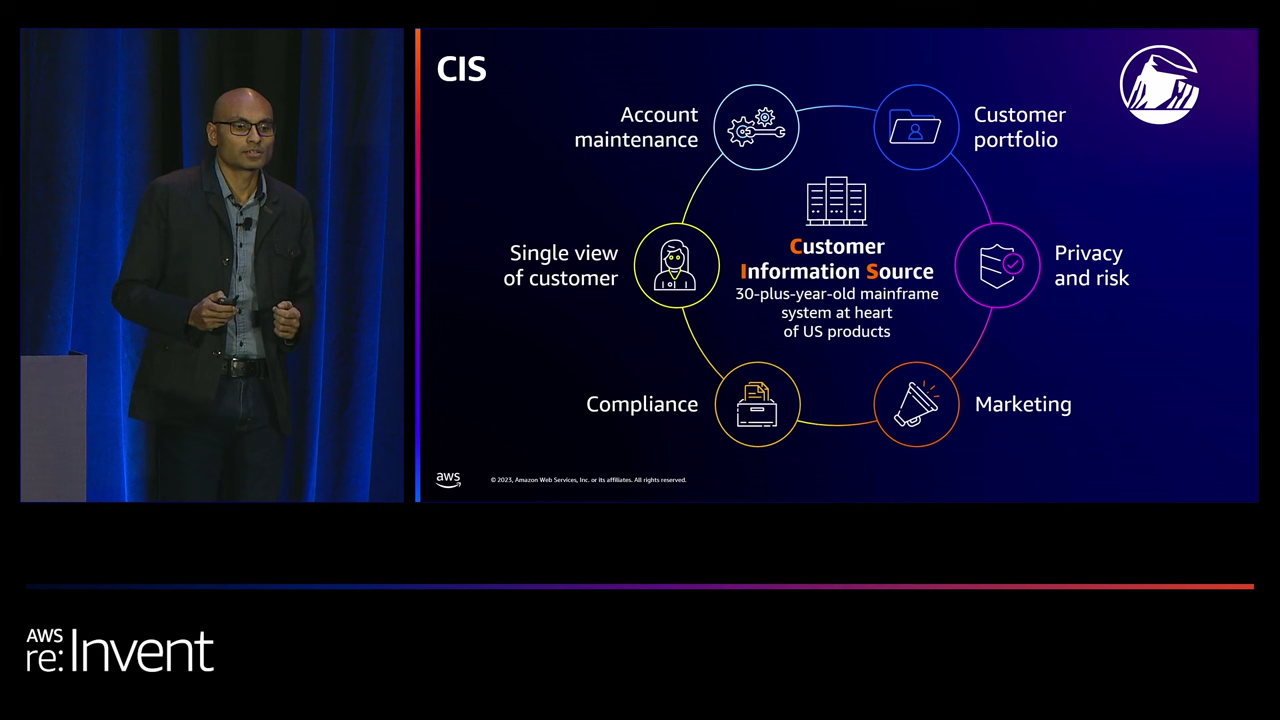 CIS
Account
maintenance
Customer
portfolio
Single view
of customer
Customer
Information Source
30-plus-year-old mainframe
system at heart
of US products
Privacy
and risk
Compliance
Marketing
aws
© 2023, Amazon Web Services, Inc. or its affiliates. All rights reserved.
AWS
re:Invent